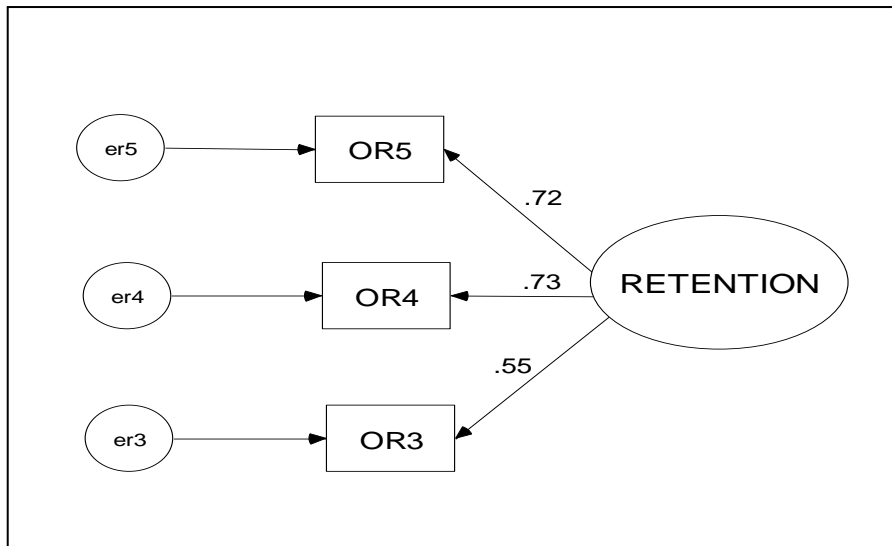 er5
OR5
.72
er4
OR4
.73
RETENTION
.55
er3
OR3